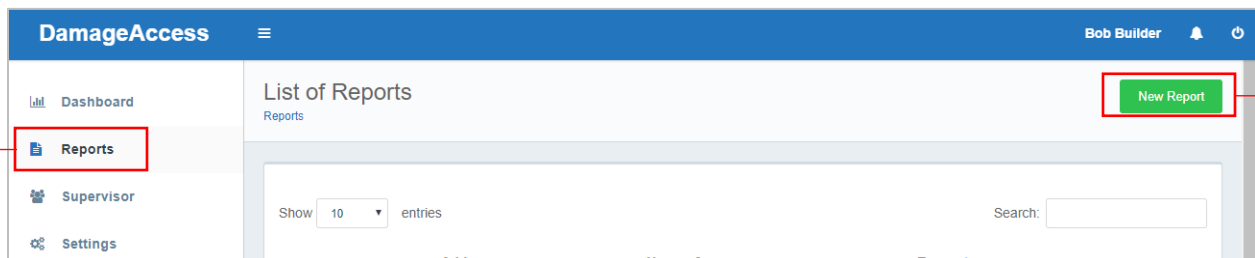 DamageAccess Bob Builder
Dashboard
Reports
Supervisor
Settings
List of Reports
Reports
New Report
Show 10 entries Search: